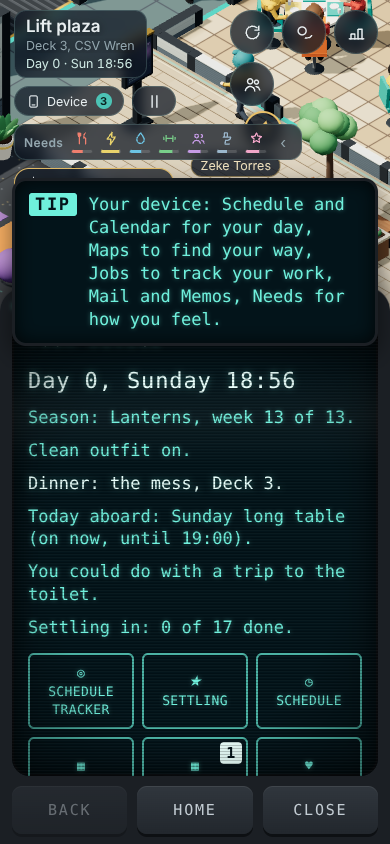 Lift plaza
Deck 3, CSV Wren
Day 0 · Sun 18:56
Device 3
Needs
Zeke Torres
TIP Your device: Schedule and
Calendar for your day,
Maps to find your way,
Jobs to track your work,
Mail and Memos, Needs for
how you feel.
Day 0, Sunday 18:56
Season: Lanterns, week 13 of 13.
Clean outfit on.
Dinner: the mess, Deck 3.
Today aboard: Sunday long table
(on now, until 19:00).
You could do with a trip to the
toilet.
Settling in: 0 of 17 done.
SCHEDULE
TRACKER
SETTLING
SCHEDULE
1
BACK
HOME
CLOSE